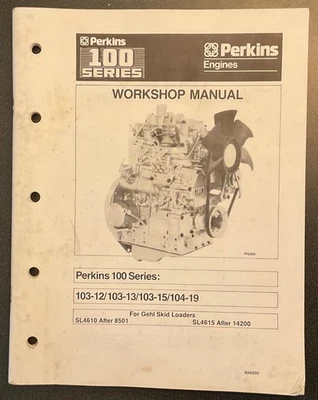 Perkins
100
SERIES
Perkins
Engines
WORKSHOP MANUAL
Perkins 100 Series:
103-12/103-13/103-15/104-19
For Gehl Skid Loaders
SL4610 After 8501 SL4615 After 14200